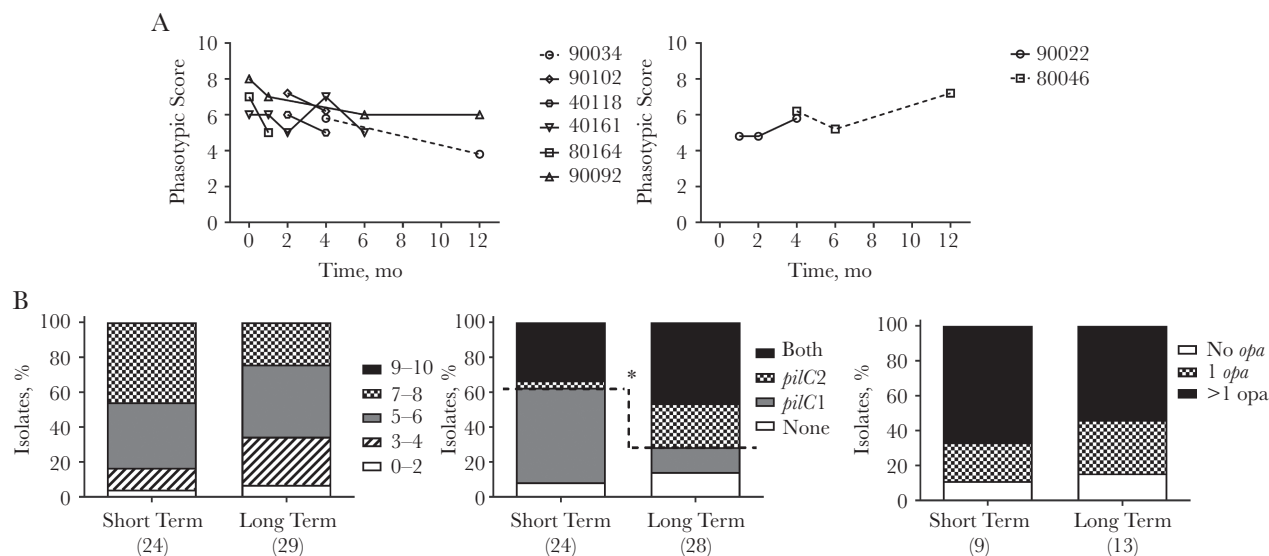 A
Phasotypic Score
10
8
6
4
2
0
0 2 4 6 8 10 12
Time, mo
90034
90102
40118
40161
80164
90092
Phasotypic Score
10
8
6
4
2
0
0 2 4 6 8 10 12
Time, mo
90022
80046
B
Isolates, %
100
80
60
40
20
0
Short Term Long Term
(24) (29)
9–10
7–8
5–6
3–4
0–2
Isolates, %
100
80
60
40
20
0
*
Short Term Long Term
(24) (28)
Both
pilC2
pilC1
None
Isolates, %
100
80
60
40
20
0
Short Term Long Term
(9) (13)
No opa
1 opa
>1 opa